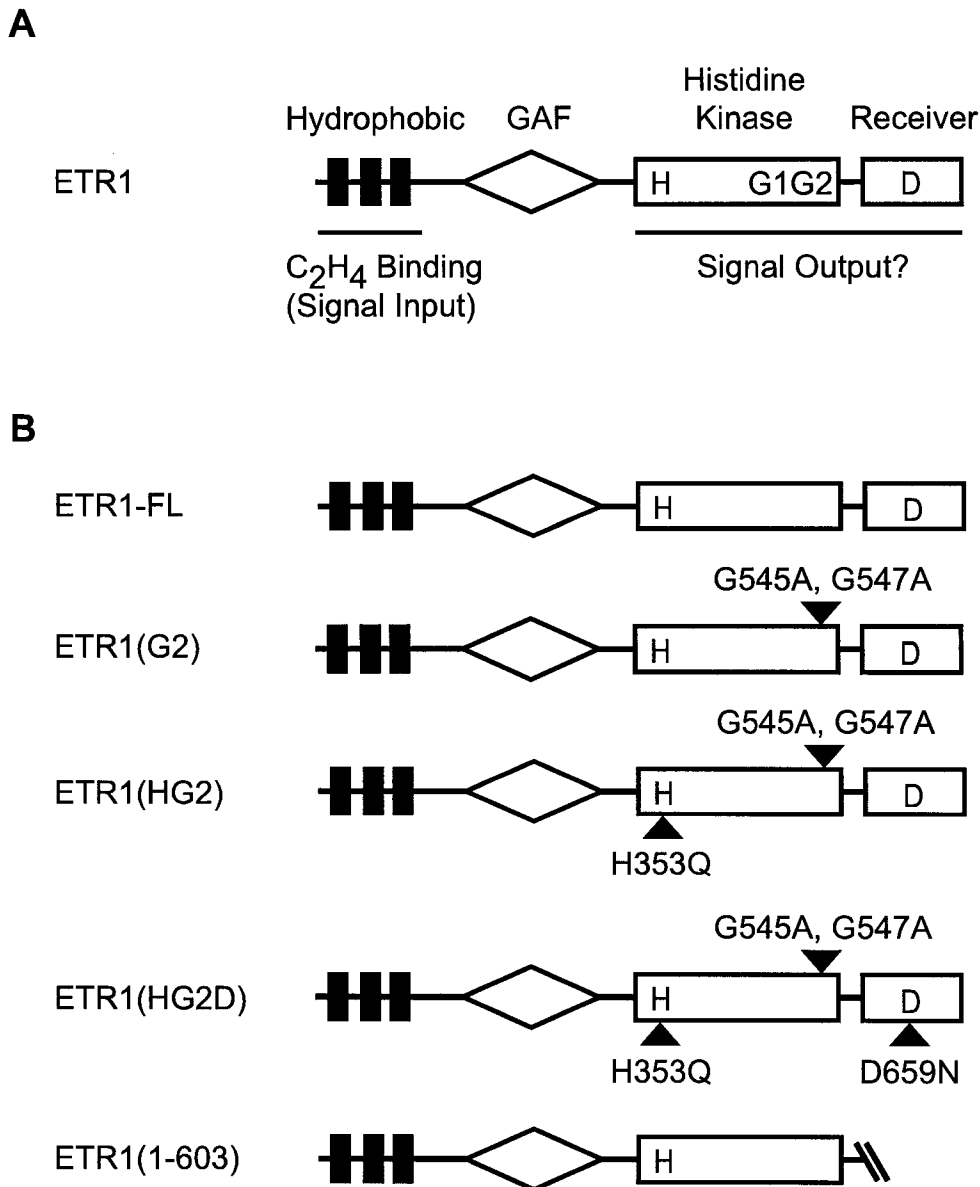 A
Histidine
Hydrophobic GAF Kinase Receiver
ETR1 H G1G2 D
C2H4 Binding Signal Output?
(Signal Input)
B
ETR1-FL H D
G545A, G547A
ETR1(G2) H D
G545A, G547A
ETR1(HG2) H D
H353Q
G545A, G547A
ETR1(HG2D) H D
H353Q D659N
ETR1(1-603) H